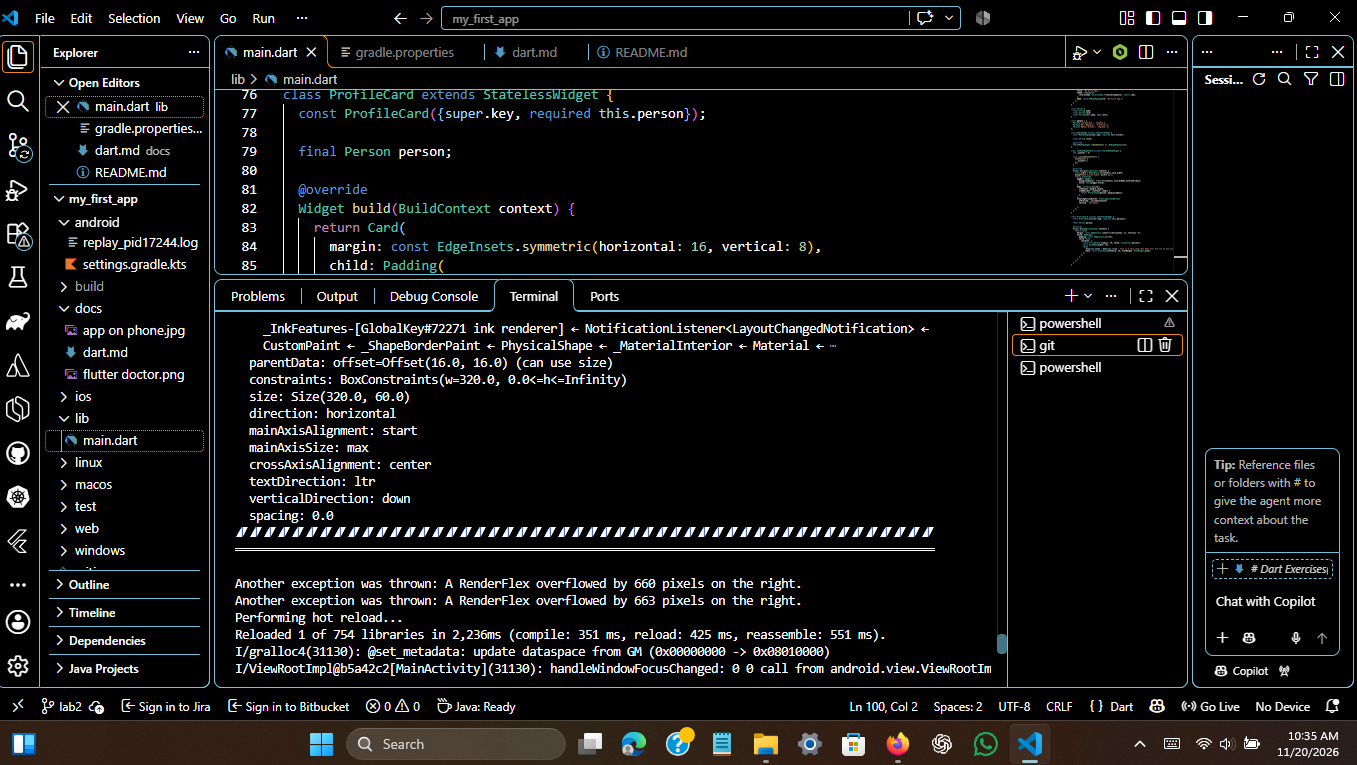 File Edit Selection View Go Run ···
my_first_app
Explorer
Open Editors
main.dart lib
gradle.properties...
dart.md docs
README.md
my_first_app
android
replay_pid17244.log
settings.gradle.kts
build
docs
app on phone.jpg
dart.md
flutter doctor.png
ios
lib
main.dart
linux
macos
test
web
windows
Outline
Timeline
Dependencies
Java Projects
main.dart gradle.properties dart.md README.md
lib > main.dart
76 class ProfileCard extends StatelessWidget {
77 const ProfileCard({super.key, required this.person});
78
79 final Person person;
80
81 @override
82 Widget build(BuildContext context) {
83 return Card(
84 margin: const EdgeInsets.symmetric(horizontal: 16, vertical: 8),
85 child: Padding(
Problems Output Debug Console Terminal Ports
_InkFeatures-[GlobalKey#72271 ink renderer] ← NotificationListener<LayoutChangedNotification> ←
CustomPaint ← _ShapeBorderPaint ← PhysicalShape ← _MaterialInterior ← Material ← ⋯
parentData: offset=Offset(16.0, 16.0) (can use size)
constraints: BoxConstraints(w=320.0, 0.0<=h<=Infinity)
size: Size(320.0, 60.0)
direction: horizontal
mainAxisAlignment: start
mainAxisSize: max
crossAxisAlignment: center
textDirection: ltr
verticalDirection: down
spacing: 0.0
Another exception was thrown: A RenderFlex overflowed by 660 pixels on the right.
Another exception was thrown: A RenderFlex overflowed by 663 pixels on the right.
Performing hot reload...
Reloaded 1 of 754 libraries in 2,236ms (compile: 351 ms, reload: 425 ms, reassemble: 551 ms).
I/gralloc4(31130): @set_metadata: update dataspace from GM (0x00000000 -> 0x08010000)
I/ViewRootImpl@b5a42c2[MainActivity](31130): handleWindowFocusChanged: 0 0 call from android.view.ViewRootIm
powershell
git
powershell
Sessi...
Tip: Reference files
or folders with # to
give the agent more
context about the
task.
# Dart Exercises
Chat with Copilot
Copilot
lab2 Sign in to Jira Sign in to Bitbucket 0 0 Java: Ready Ln 100, Col 2 Spaces: 2 UTF-8 CRLF { } Dart Go Live No Device
Search
10:35 AM
11/20/2026